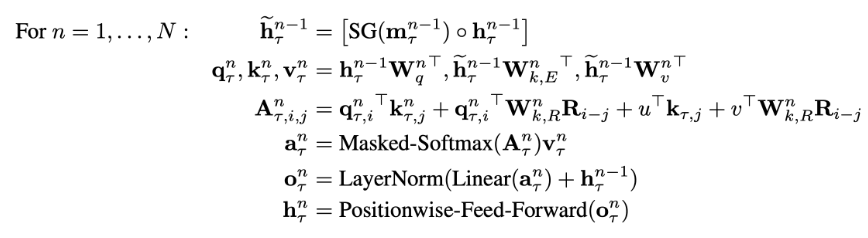 For n = 1, . . . , N : h̃_τ^{n−1} = [SG(m_τ^{n−1}) ∘ h_τ^{n−1}]
q_τ^n, k_τ^n, v_τ^n = h_τ^{n−1} W_q^{n⊤}, h̃_τ^{n−1} W_{k,E}^n ^⊤, h̃_τ^{n−1} W_v^{n⊤}
A_{τ,i,j}^n = q_{τ,i}^n ^⊤ k_{τ,j}^n + q_{τ,i}^n ^⊤ W_{k,R}^n R_{i−j} + u^⊤ k_{τ,j} + v^⊤ W_{k,R}^n R_{i−j}
a_τ^n = Masked-Softmax(A_τ^n)v_τ^n
o_τ^n = LayerNorm(Linear(a_τ^n) + h_τ^{n−1})
h_τ^n = Positionwise-Feed-Forward(o_τ^n)